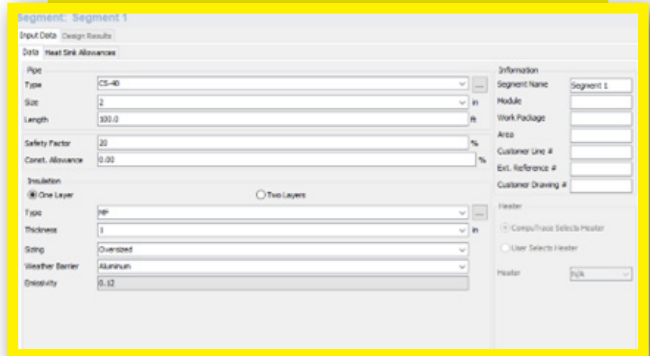 Segment: Segment 1
Input Data Design Results
Data Heat Sink Allowances
Pipe
Type CS-40 ...
Size 2 in
Length 100.0 ft
Safety Factor 20 %
Const. Allowance 0.00 %
Insulation
One Layer Two Layers
Type MF ...
Thickness 1 in
Sizing Oversized
Weather Barrier Aluminum
Emissivity 0.12
Information
Segment Name Segment 1
Module
Work Package
Area
Customer Line #
Ext. Reference #
Customer Drawing #
Heater
CompuTrace Selects Heater
User Selects Heater
Heater N/A